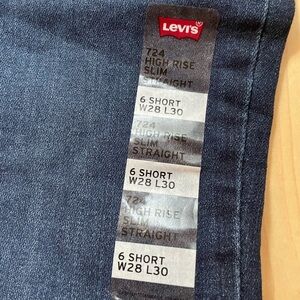 LEVI'S
724
HIGH RISE
SLIM
STRAIGHT
6 SHORT
W28 L30
724
HIGH RISE
SLIM
STRAIGHT
6 SHORT
W28 L30
724
HIGH RISE
SLIM
STRAIGHT
6 SHORT
W28 L30